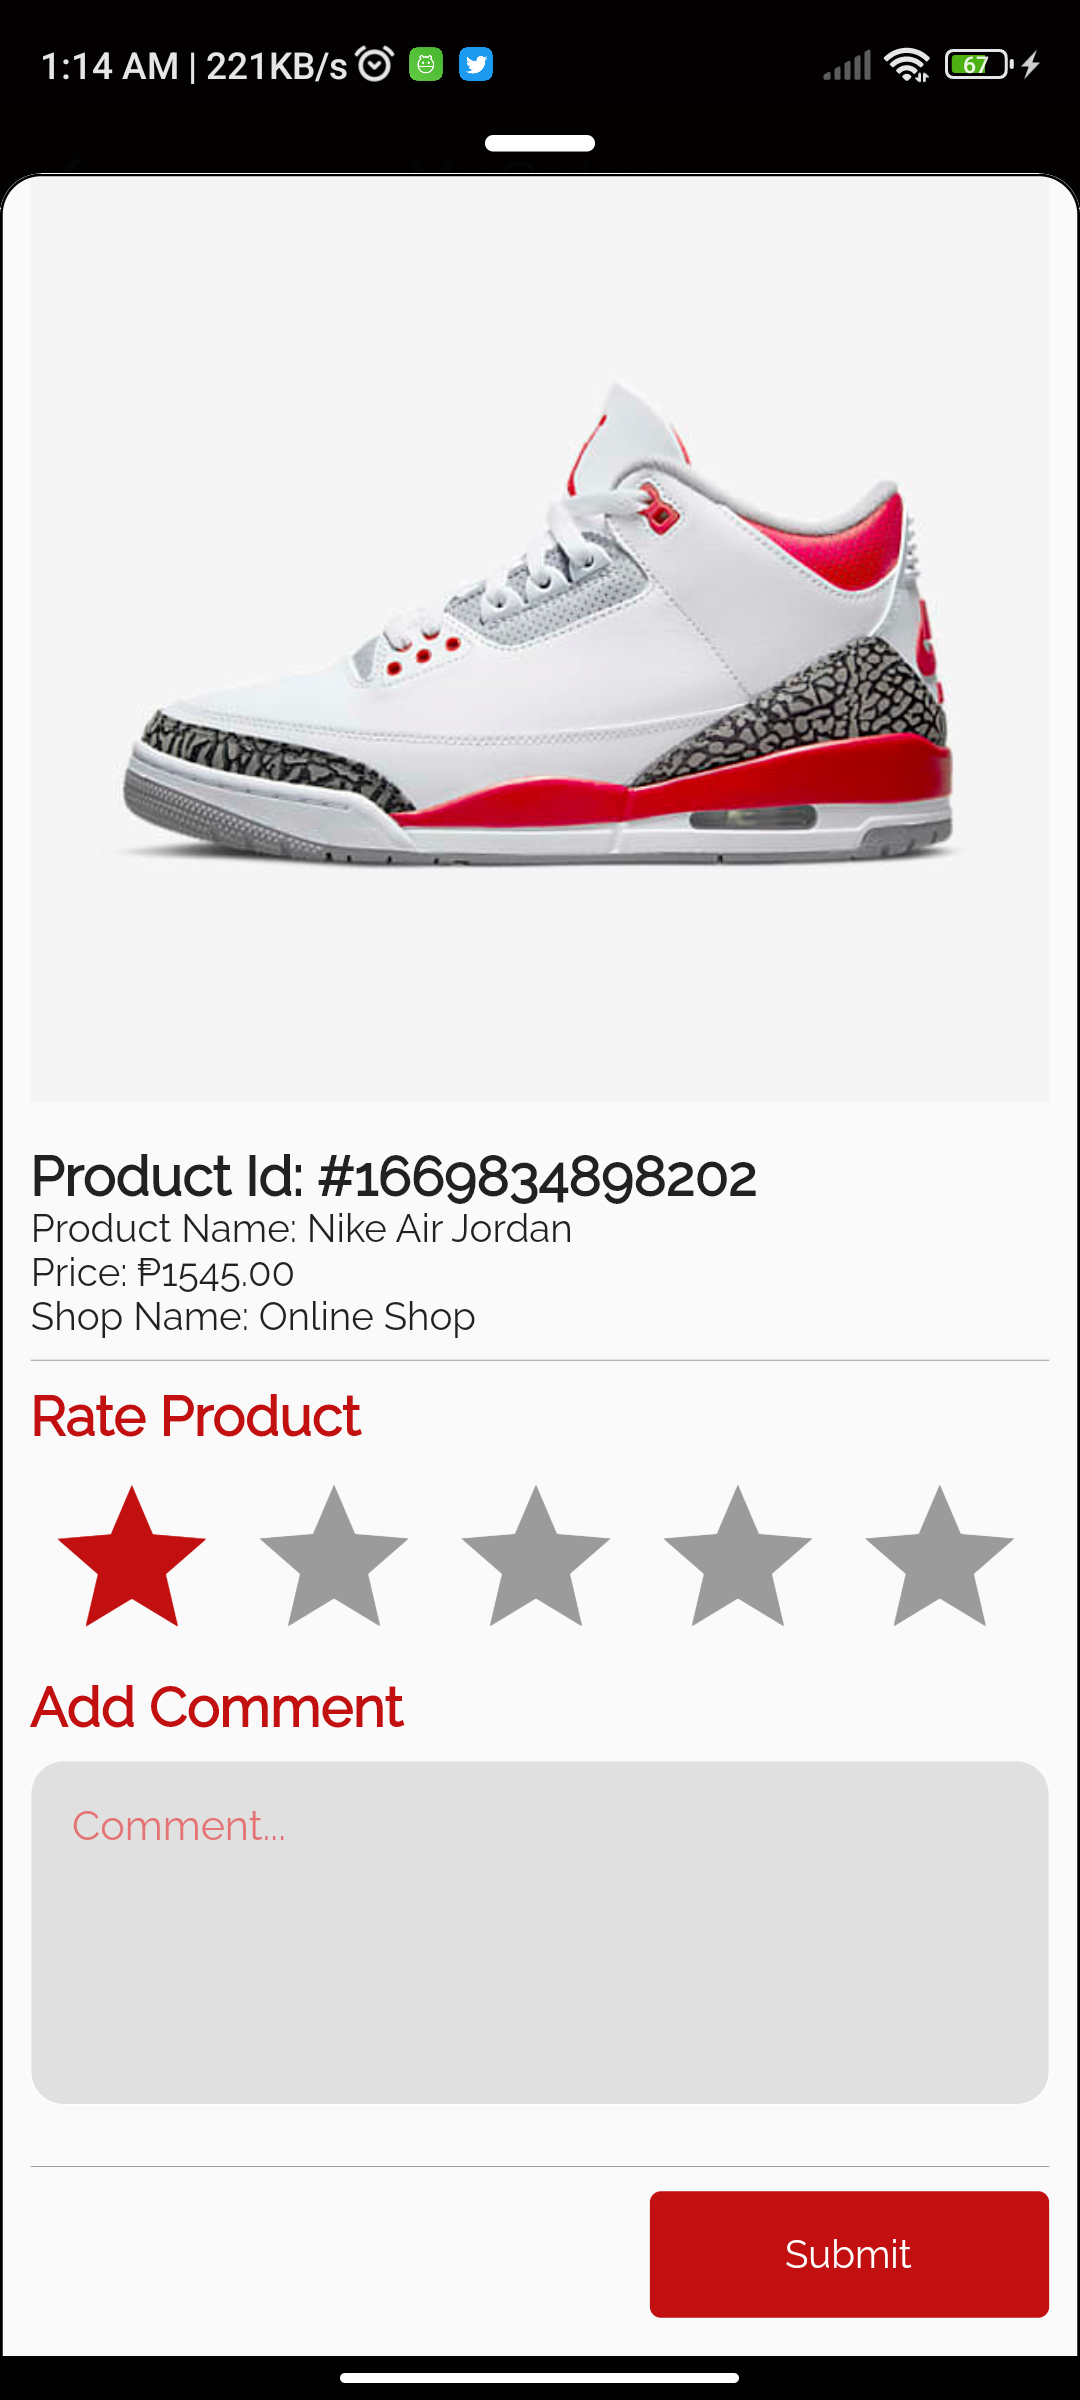 1:14 AM | 221KB/s
67
Product Id: #1669834898202
Product Name: Nike Air Jordan
Price: ₱1545.00
Shop Name: Online Shop
Rate Product
Add Comment
Comment...
Submit